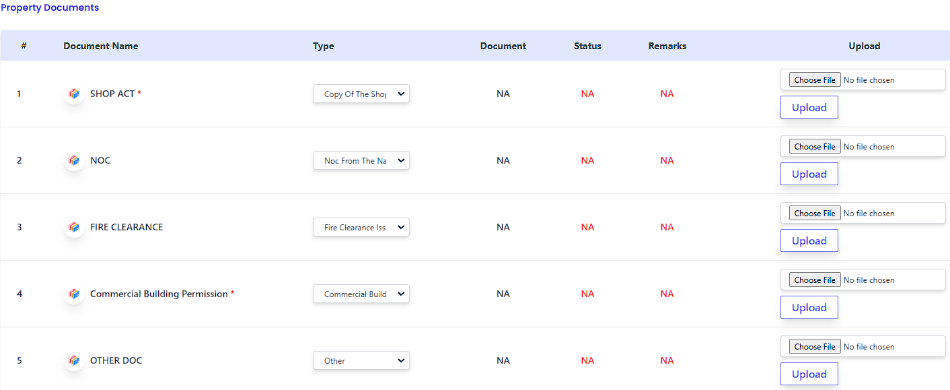 Property Documents
# Document Name Type Document Status Remarks Upload
1 SHOP ACT * Copy Of The Shop NA NA NA Choose File No file chosen
Upload
2 NOC Noc From The Na NA NA NA Choose File No file chosen
Upload
3 FIRE CLEARANCE Fire Clearance Iss NA NA NA Choose File No file chosen
Upload
4 Commercial Building Permission * Commercial Build NA NA NA Choose File No file chosen
Upload
5 OTHER DOC Other NA NA NA Choose File No file chosen
Upload